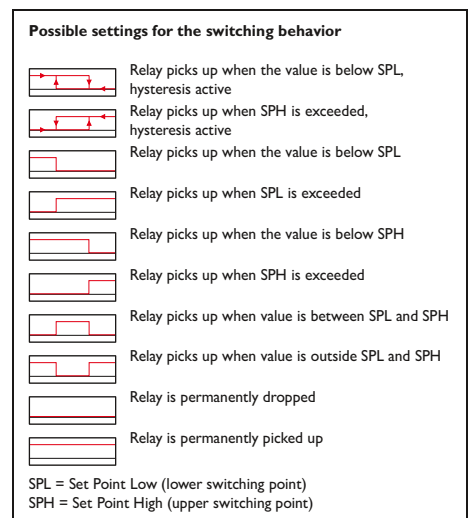 Possible settings for the switching behavior
Relay picks up when the value is below SPL,
hysteresis active
Relay picks up when SPH is exceeded,
hysteresis active
Relay picks up when the value is below SPL
Relay picks up when SPL is exceeded
Relay picks up when the value is below SPH
Relay picks up when SPH is exceeded
Relay picks up when value is between SPL and SPH
Relay picks up when value is outside SPL and SPH
Relay is permanently dropped
Relay is permanently picked up
SPL = Set Point Low (lower switching point)
SPH = Set Point High (upper switching point)